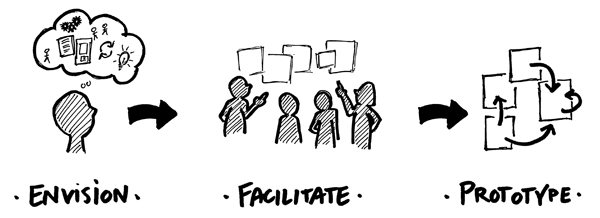 · ENVISION · · FACILITATE · · PROTOTYPE ·